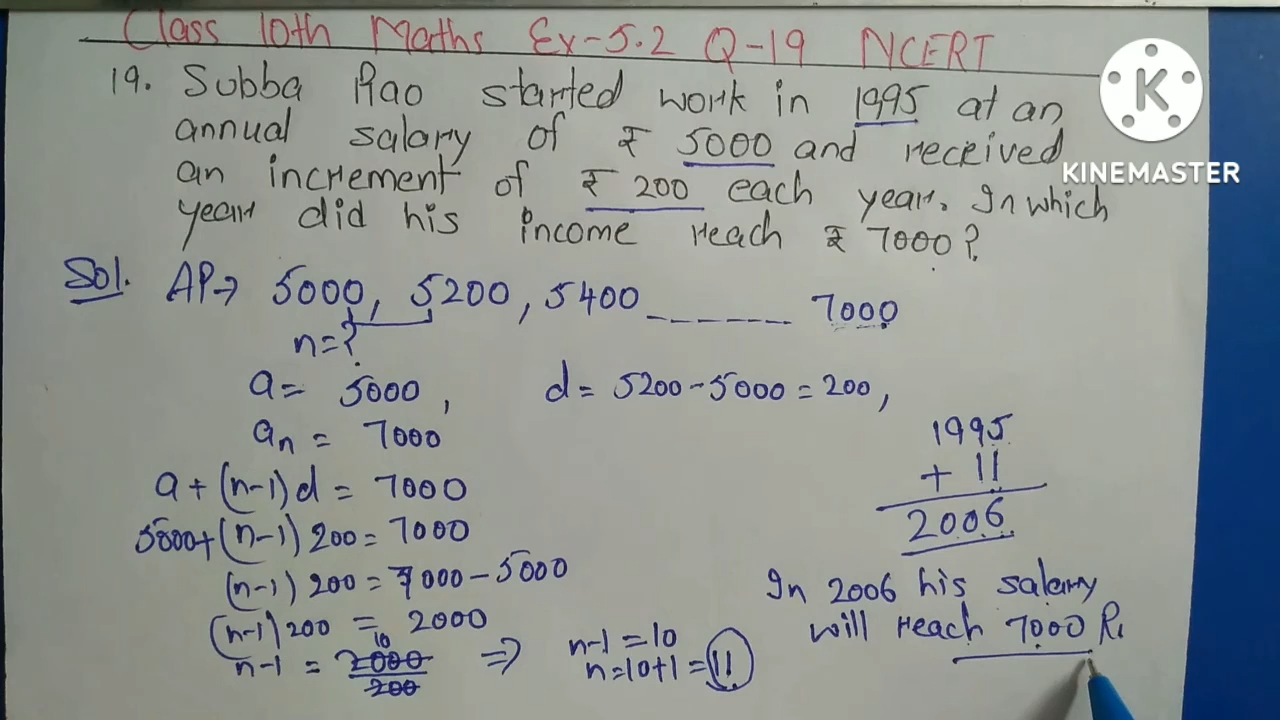 Class 10th Maths Ex-5.2 Q-19 NCERT
K
KINEMASTER
19. Subba Rao started work in 1995 at an
annual salary of ₹ 5000 and received
an increment of ₹ 200 each year. In which
year did his income reach ₹ 7000?
Sol. AP→ 5000, 5200, 5400 ------ 7000
n=?
a = 5000, d = 5200-5000 = 200,
an = 7000
a+(n-1)d = 7000
5000+(n-1) 200 = 7000
(n-1) 200 = 7000-5000
(n-1) 200 = 2000
10
n-1 = 2000/200 ⇒ n-1=10
n=10+1=11
1995
+ 11
2006
In 2006 his salary
will reach 7000 R